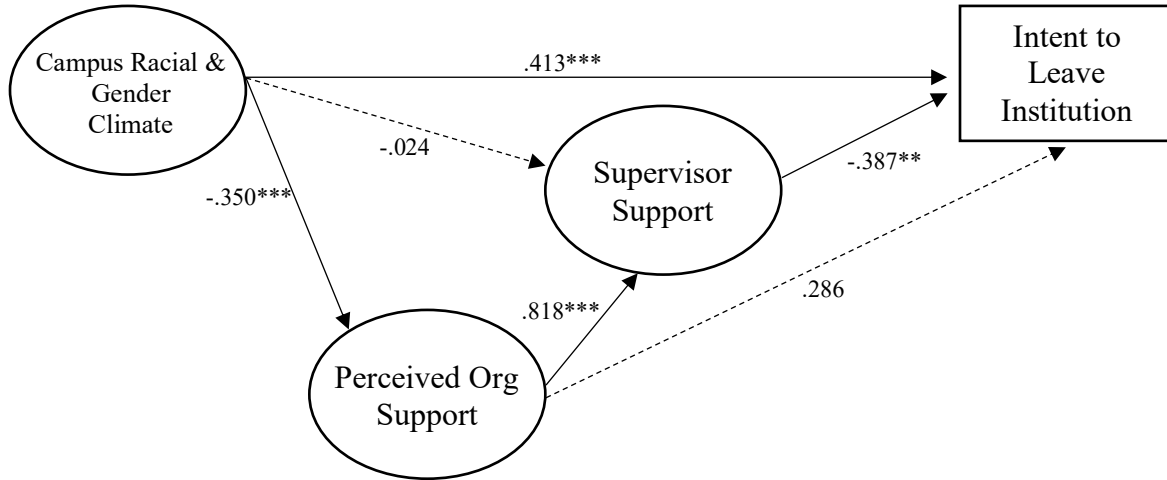 Campus Racial &
Gender
Climate
Intent to
Leave
Institution
.413***
-.024
Supervisor
Support
-.387**
-.350***
.818***
.286
Perceived Org
Support